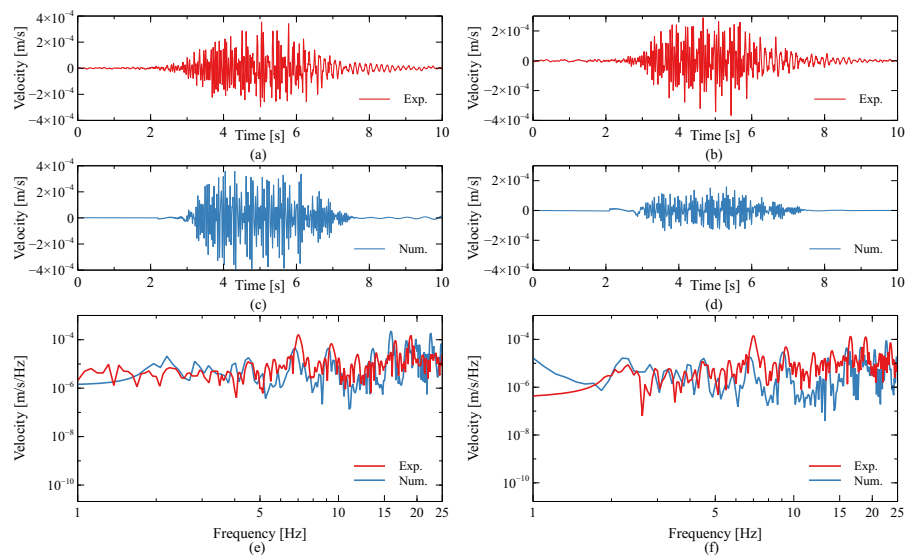 4×10⁻⁴
2×10⁻⁴
0
−2×10⁻⁴
−4×10⁻⁴
Velocity [m/s]
Exp.
0 2 4 6 8 10
Time [s]
(a)
2×10⁻⁴
0
−2×10⁻⁴
−4×10⁻⁴
Velocity [m/s]
Exp.
0 2 4 6 8 10
Time [s]
(b)
4×10⁻⁴
2×10⁻⁴
0
−2×10⁻⁴
−4×10⁻⁴
Velocity [m/s]
Num.
0 2 4 6 8 10
Time [s]
(c)
2×10⁻⁴
0
−2×10⁻⁴
−4×10⁻⁴
Velocity [m/s]
Num.
0 2 4 6 8 10
Time [s]
(d)
10⁻⁴
10⁻⁶
10⁻⁸
10⁻¹⁰
Velocity [m/s/Hz]
Exp.
Num.
1 5 10 15 20 25
Frequency [Hz]
(e)
10⁻⁴
10⁻⁶
10⁻⁸
10⁻¹⁰
Velocity [m/s/Hz]
Exp.
Num.
1 5 10 15 20 25
Frequency [Hz]
(f)